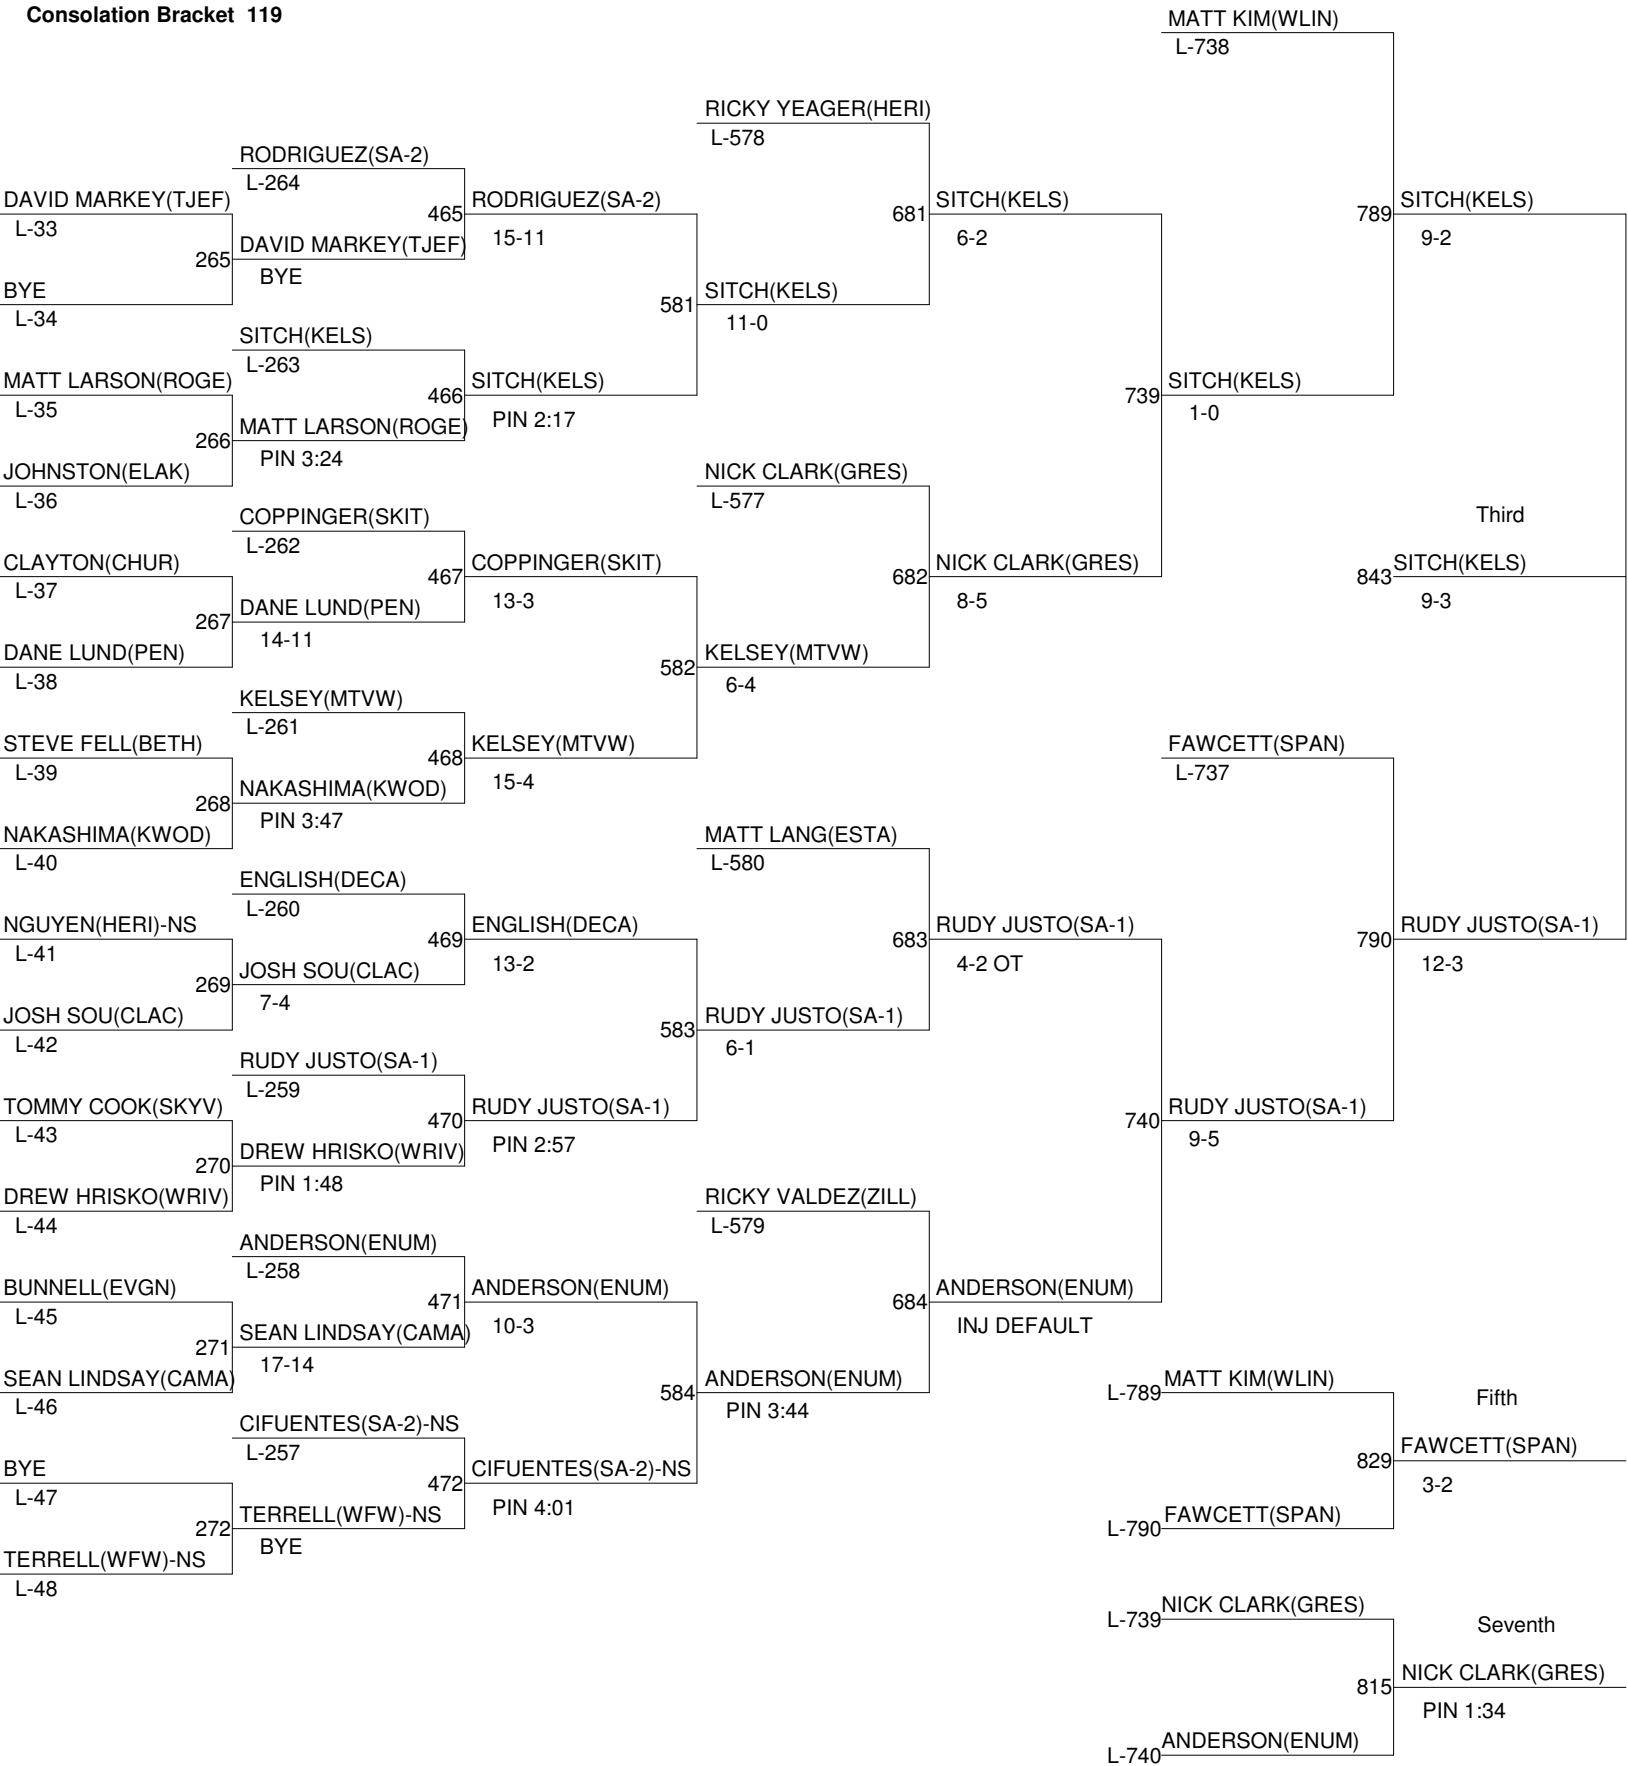 Consolation Bracket 119
DAVID MARKEY(TJEF)
L-33
265
BYE
L-34
MATT LARSON(ROGE)
L-35
266
JOHNSTON(ELAK)
L-36
CLAYTON(CHUR)
L-37
267
DANE LUND(PEN)
L-38
STEVE FELL(BETH)
L-39
268
NAKASHIMA(KWOD)
L-40
NGUYEN(HERI)-NS
L-41
269
JOSH SOU(CLAC)
L-42
TOMMY COOK(SKYV)
L-43
270
DREW HRISKO(WRIV)
L-44
BUNNELL(EVGN)
L-45
271
SEAN LINDSAY(CAMA)
L-46
BYE
L-47
272
TERRELL(WFW)-NS
L-48
RODRIGUEZ(SA-2)
L-264
465
DAVID MARKEY(TJEF)
BYE
SITCH(KELS)
L-263
466
MATT LARSON(ROGE)
PIN 3:24
COPPINGER(SKIT)
L-262
467
DANE LUND(PEN)
14-11
KELSEY(MTVW)
L-261
468
NAKASHIMA(KWOD)
PIN 3:47
ENGLISH(DECA)
L-260
469
JOSH SOU(CLAC)
7-4
RUDY JUSTO(SA-1)
L-259
470
DREW HRISKO(WRIV)
PIN 1:48
ANDERSON(ENUM)
L-258
471
SEAN LINDSAY(CAMA)
17-14
CIFUENTES(SA-2)-NS
L-257
472
TERRELL(WFW)-NS
BYE
RODRIGUEZ(SA-2)
15-11
581
SITCH(KELS)
PIN 2:17
COPPINGER(SKIT)
13-3
582
KELSEY(MTVW)
15-4
ENGLISH(DECA)
13-2
583
RUDY JUSTO(SA-1)
PIN 2:57
ANDERSON(ENUM)
10-3
584
CIFUENTES(SA-2)-NS
PIN 4:01
RICKY YEAGER(HERI)
L-578
681
SITCH(KELS)
11-0
NICK CLARK(GRES)
L-577
682
KELSEY(MTVW)
6-4
MATT LANG(ESTA)
L-580
683
RUDY JUSTO(SA-1)
6-1
RICKY VALDEZ(ZILL)
L-579
684
ANDERSON(ENUM)
PIN 3:44
SITCH(KELS)
6-2
739
NICK CLARK(GRES)
8-5
RUDY JUSTO(SA-1)
4-2 OT
740
ANDERSON(ENUM)
INJ DEFAULT
MATT KIM(WLIN)
L-738
789
SITCH(KELS)
1-0
FAWCETT(SPAN)
L-737
790
RUDY JUSTO(SA-1)
9-5
SITCH(KELS)
9-2
Third
843
SITCH(KELS)
9-3
RUDY JUSTO(SA-1)
12-3
L-789
MATT KIM(WLIN)
829
L-790
FAWCETT(SPAN)
Fifth
FAWCETT(SPAN)
3-2
L-739
NICK CLARK(GRES)
815
L-740
ANDERSON(ENUM)
Seventh
NICK CLARK(GRES)
PIN 1:34